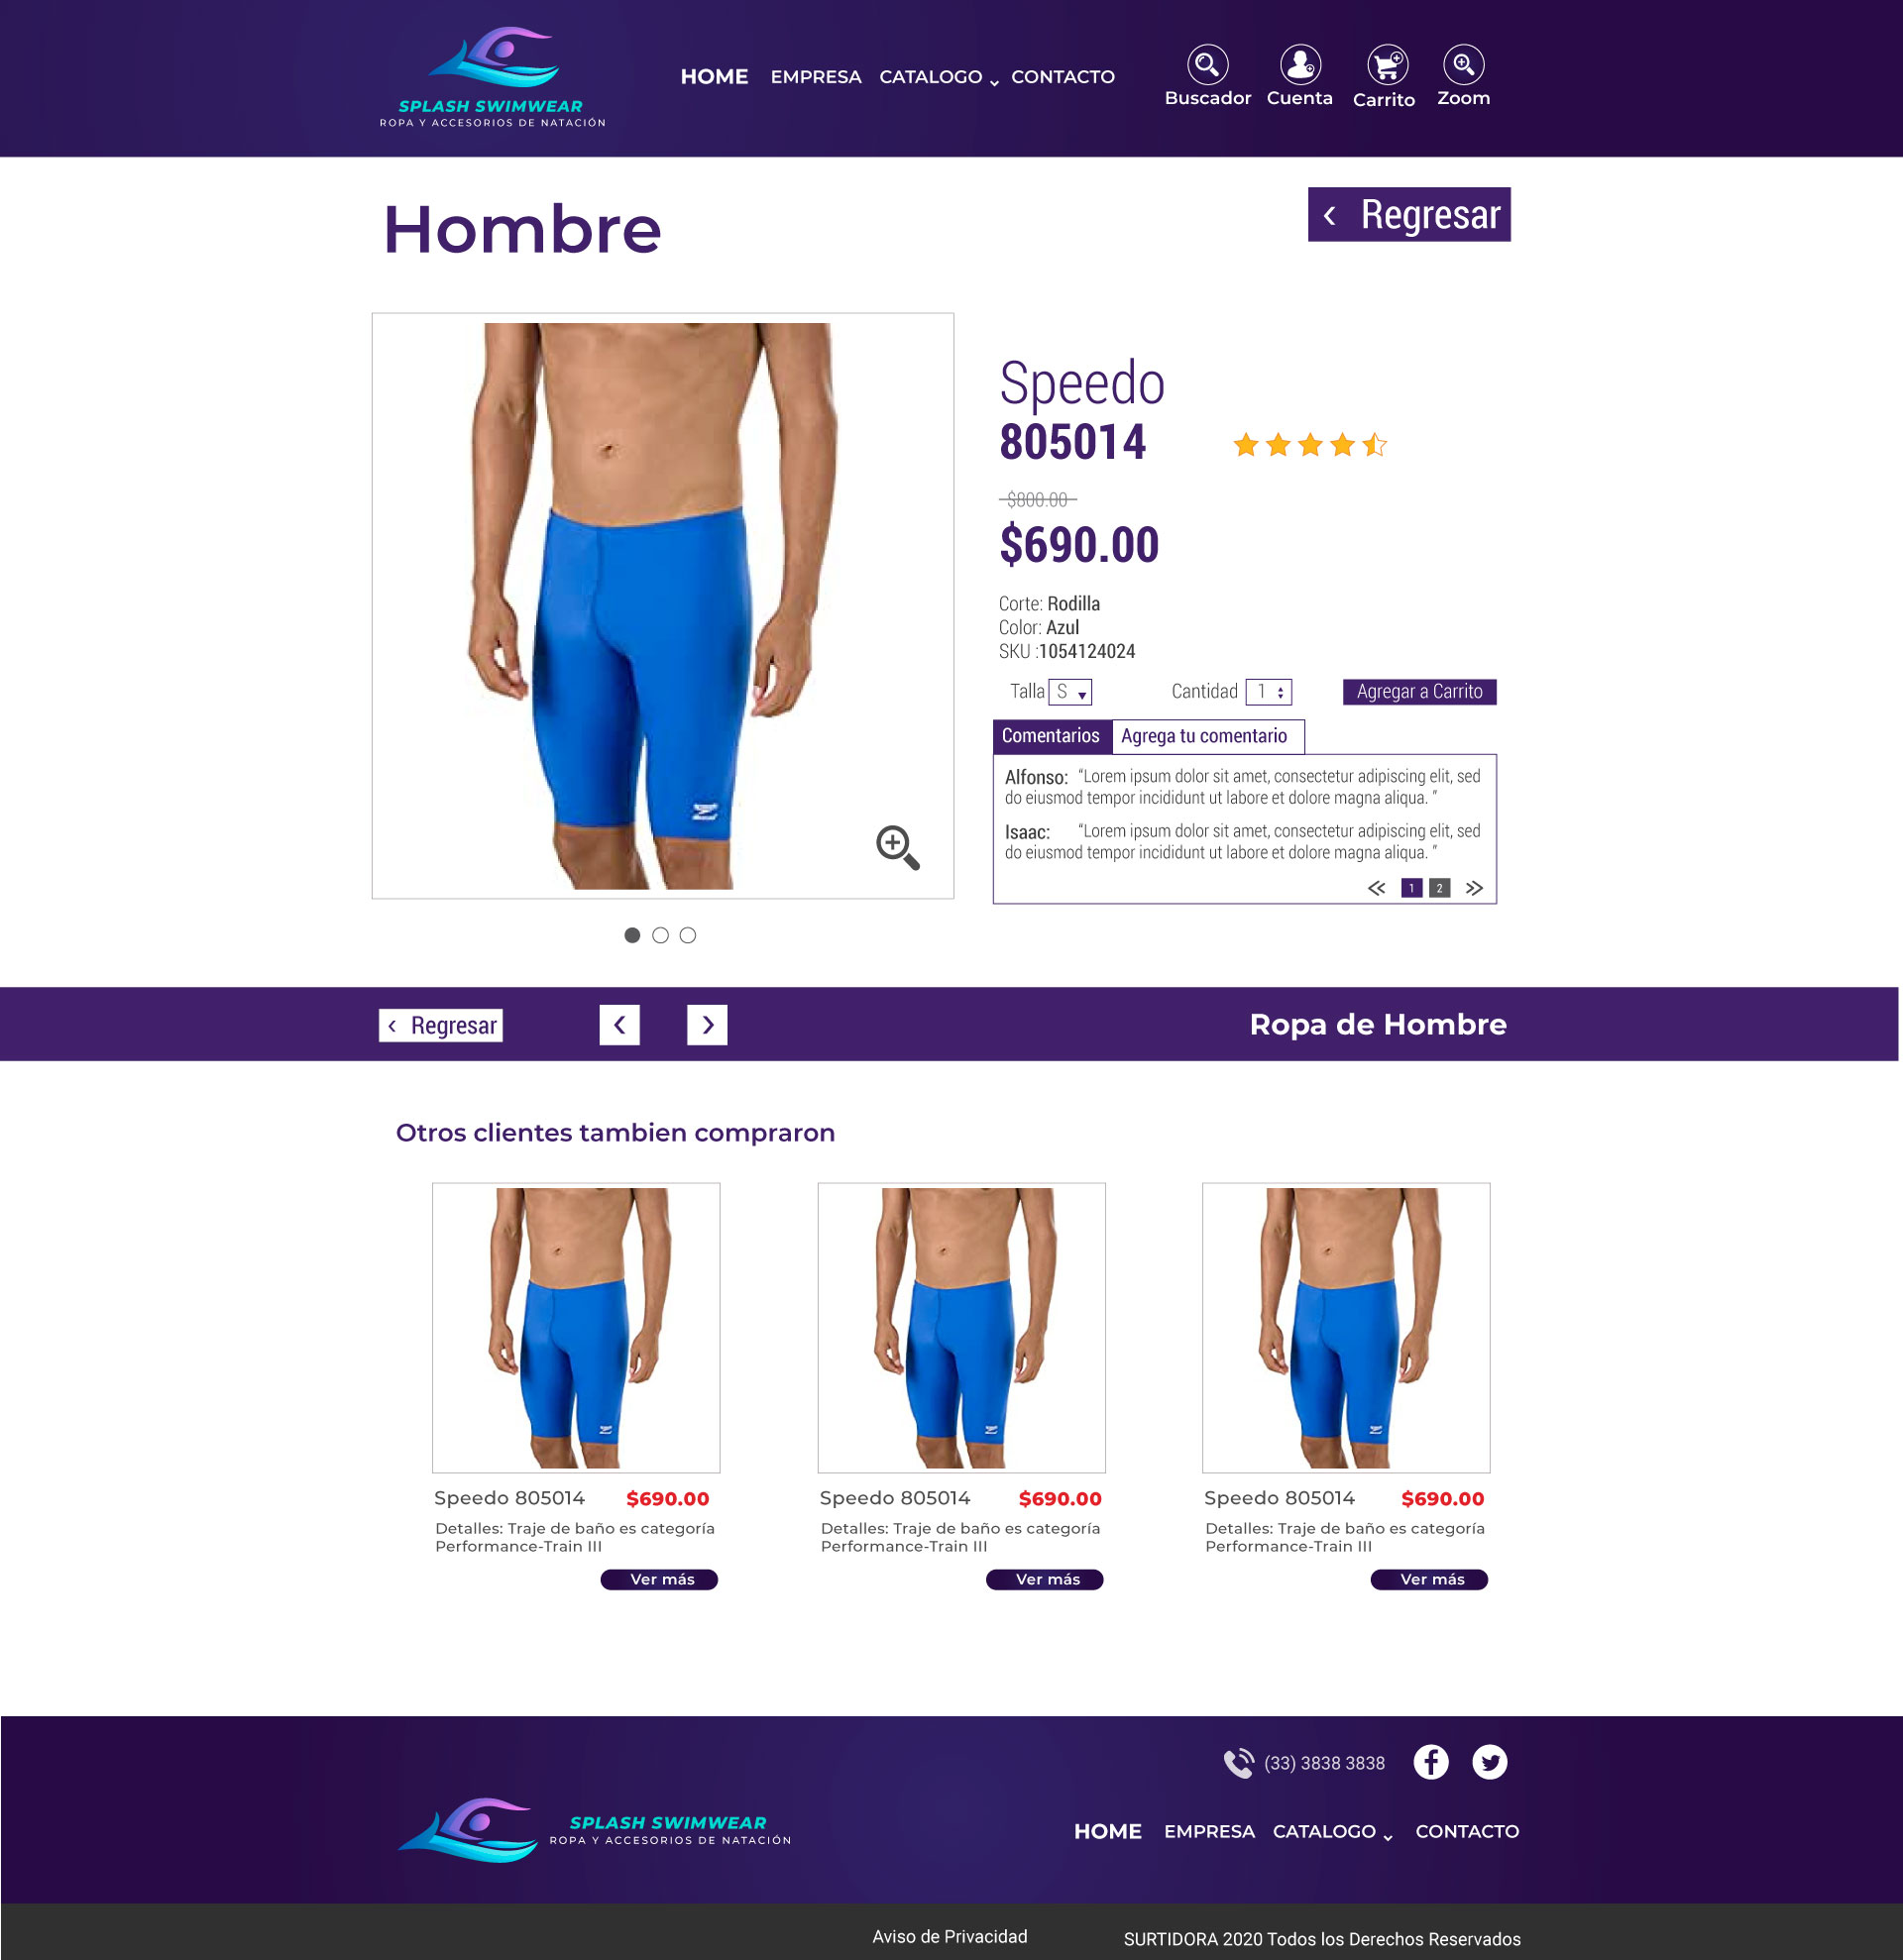 SPLASH SWIMWEAR
ROPA Y ACCESORIOS DE NATACIÓN
HOME EMPRESA CATALOGO CONTACTO
Buscador Cuenta Carrito Zoom
Hombre
‹ Regresar
Speedo
805014
$800.00
$690.00
Corte: Rodilla
Color: Azul
SKU :1054124024
Talla S Cantidad 1 Agregar a Carrito
Comentarios Agrega tu comentario
Alfonso: “Lorem ipsum dolor sit amet, consectetur adipiscing elit, sed
do eiusmod tempor incididunt ut labore et dolore magna aliqua. ”
Isaac: “Lorem ipsum dolor sit amet, consectetur adipiscing elit, sed
do eiusmod tempor incididunt ut labore et dolore magna aliqua. ”
« 1 2 »
‹ Regresar ‹ › Ropa de Hombre
Otros clientes tambien compraron
Speedo 805014 $690.00
Detalles: Traje de baño es categoría
Performance-Train III
Ver más
Speedo 805014 $690.00
Detalles: Traje de baño es categoría
Performance-Train III
Ver más
Speedo 805014 $690.00
Detalles: Traje de baño es categoría
Performance-Train III
Ver más
(33) 3838 3838
SPLASH SWIMWEAR
ROPA Y ACCESORIOS DE NATACIÓN
HOME EMPRESA CATALOGO CONTACTO
Aviso de Privacidad SURTIDORA 2020 Todos los Derechos Reservados